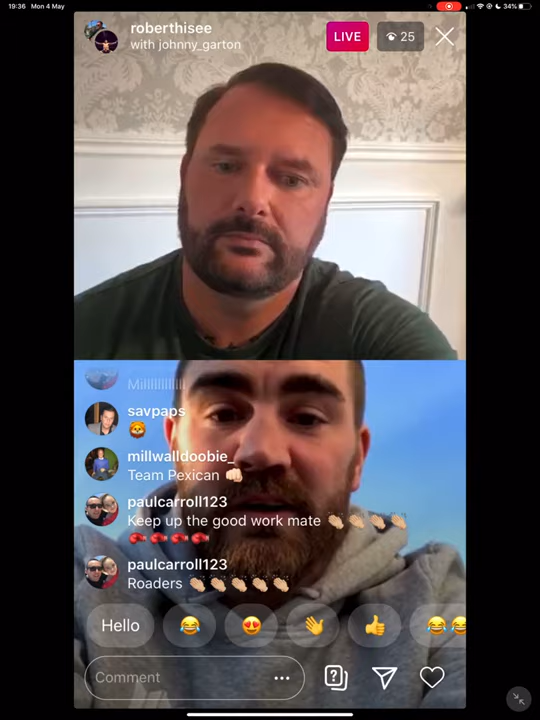 19:36 Mon 4 May
34%
roberthisee
with johnny_garton
LIVE
25
Millllllllllll
savpaps
millwalldoobie_
Team Pexican 👊🏻
paulcarroll123
Keep up the good work mate 👏🏻👏🏻👏🏻👏🏻
🥊🥊🥊🥊
paulcarroll123
Roaders 👏🏻👏🏻👏🏻👏🏻👏🏻
Hello
Comment